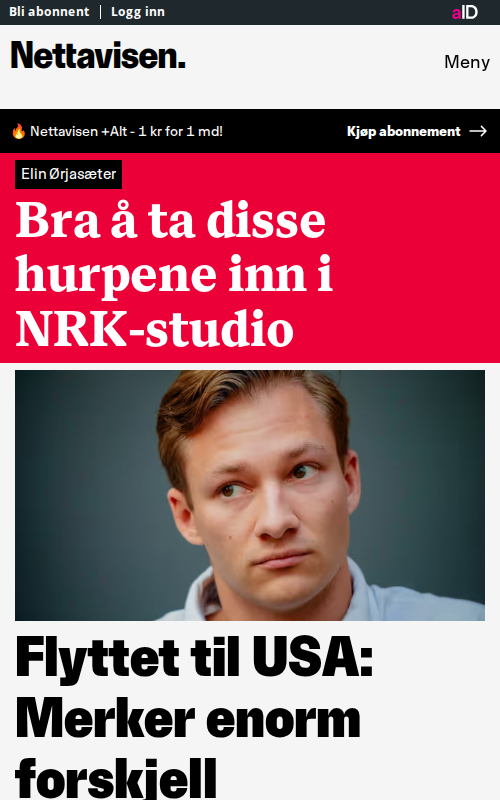 Bli abonnent | Logg inn
aID
Nettavisen.
Meny
🔥 Nettavisen +Alt - 1 kr for 1 md!
Kjøp abonnement →
Elin Ørjasæter
Bra å ta disse
hurpene inn i
NRK-studio
Flyttet til USA:
Merker enorm
forskjell